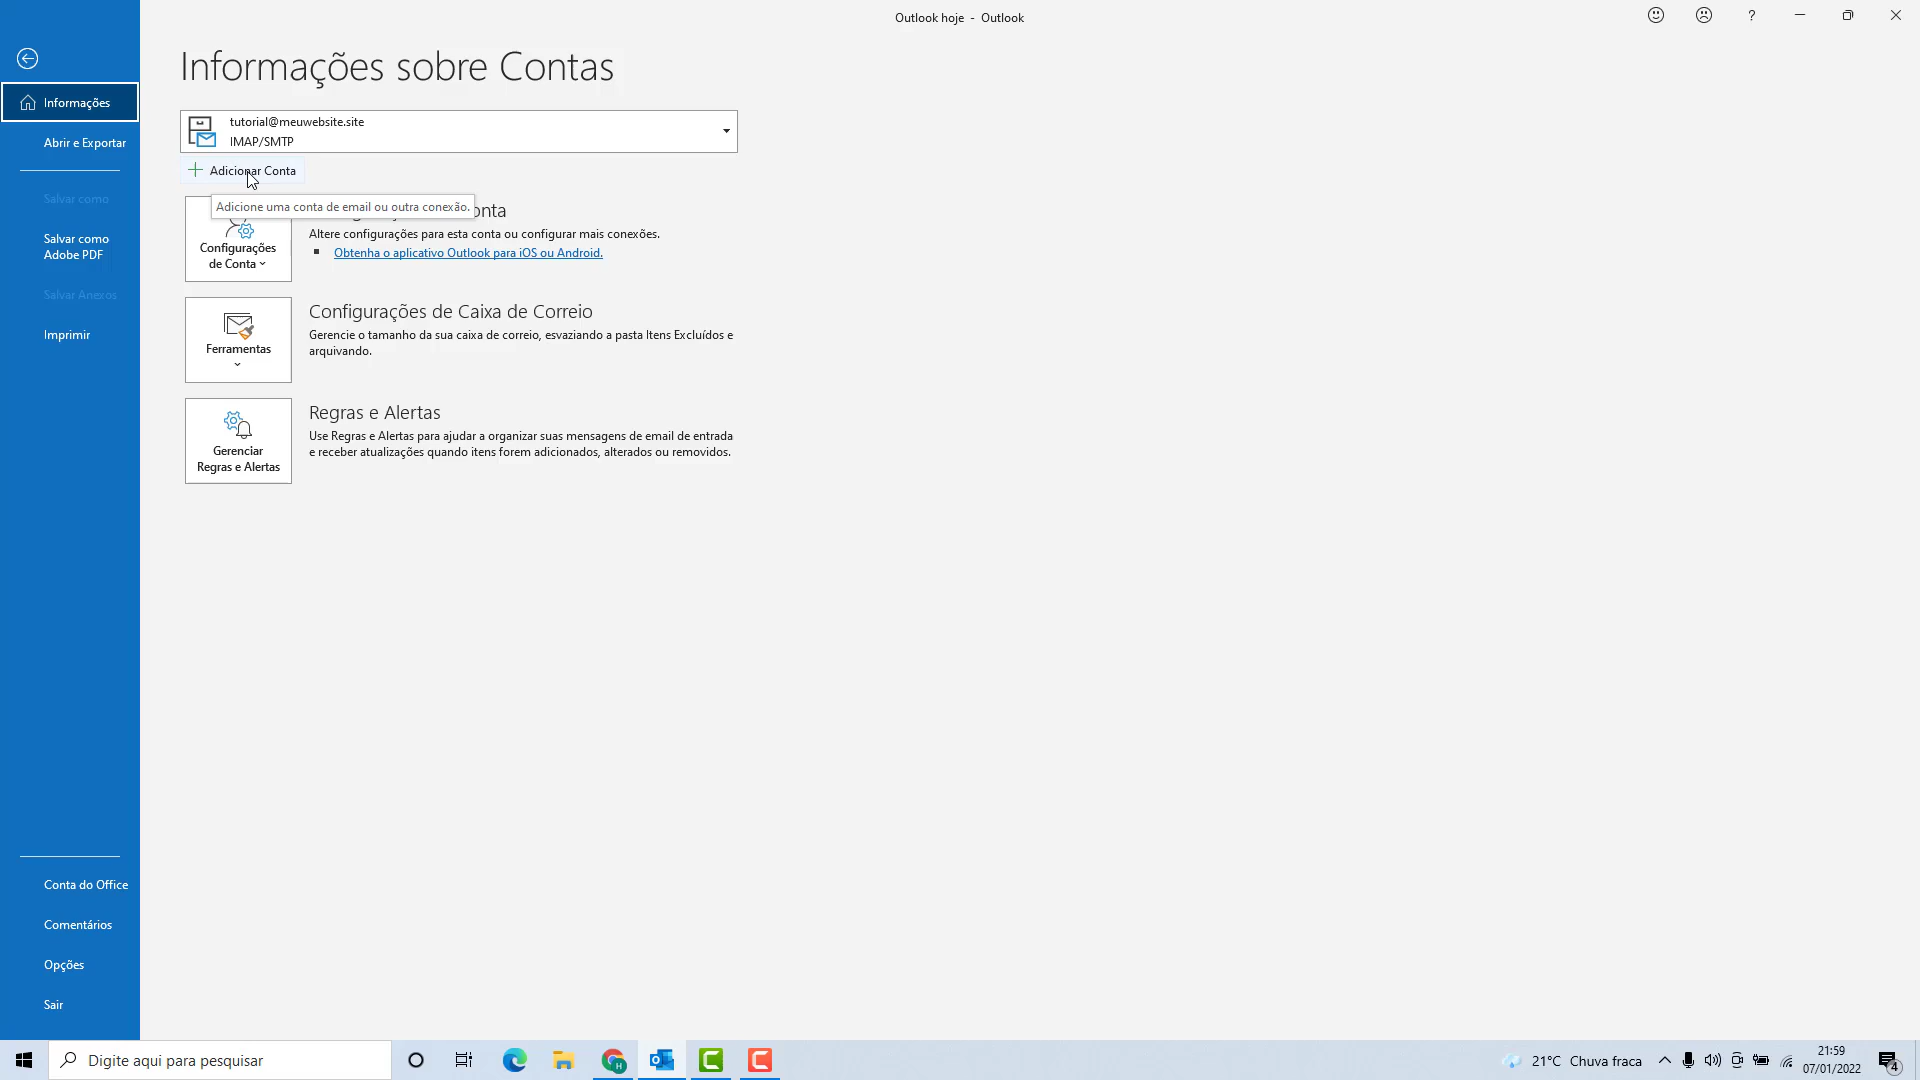 Outlook hoje - Outlook
?
Informações sobre Contas
Informações
Abrir e Exportar
Salvar como
Salvar como
Adobe PDF
Salvar Anexos
Imprimir
Conta do Office
Comentários
Opções
Sair
tutorial@meuwebsite.site
IMAP/SMTP
Adicionar Conta
Adicione uma conta de email ou outra conexão.
onta
Configurações
de Conta
Altere configurações para esta conta ou configurar mais conexões.
Obtenha o aplicativo Outlook para iOS ou Android.
Ferramentas
Configurações de Caixa de Correio
Gerencie o tamanho da sua caixa de correio, esvaziando a pasta Itens Excluídos e
arquivando.
Gerenciar
Regras e Alertas
Regras e Alertas
Use Regras e Alertas para ajudar a organizar suas mensagens de email de entrada
e receber atualizações quando itens forem adicionados, alterados ou removidos.
Digite aqui para pesquisar
H
21°C Chuva fraca
21:59
07/01/2022
4